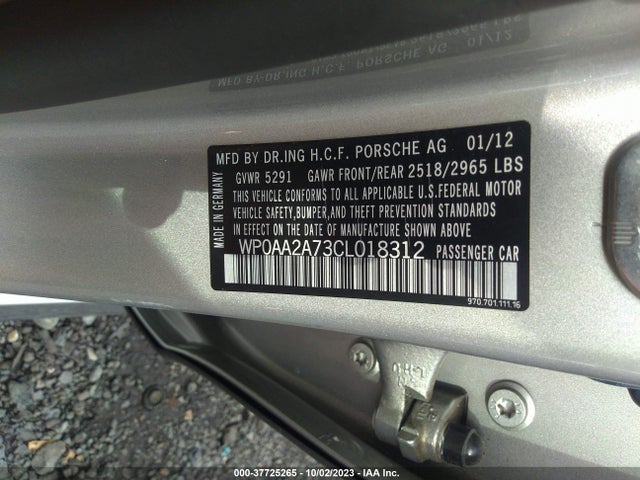 MFD BY DR.ING H.C.F. PORSCHE AG 01/12
GVWR 5291 GAWR FRONT/REAR 2518/2965 LBS
THIS VEHICLE CONFORMS TO ALL APPLICABLE U.S.FEDERAL MOTOR
VEHICLE SAFETY,BUMPER,AND THEFT PREVENTION STANDARDS
IN EFFECT ON THE DATE OF MANUFACTURE SHOWN ABOVE
WP0AA2A73CL018312 PASSENGER CAR
MADE IN GERMANY
970.701.111.16
000-37725265 - 10/02/2023 - IAA Inc.